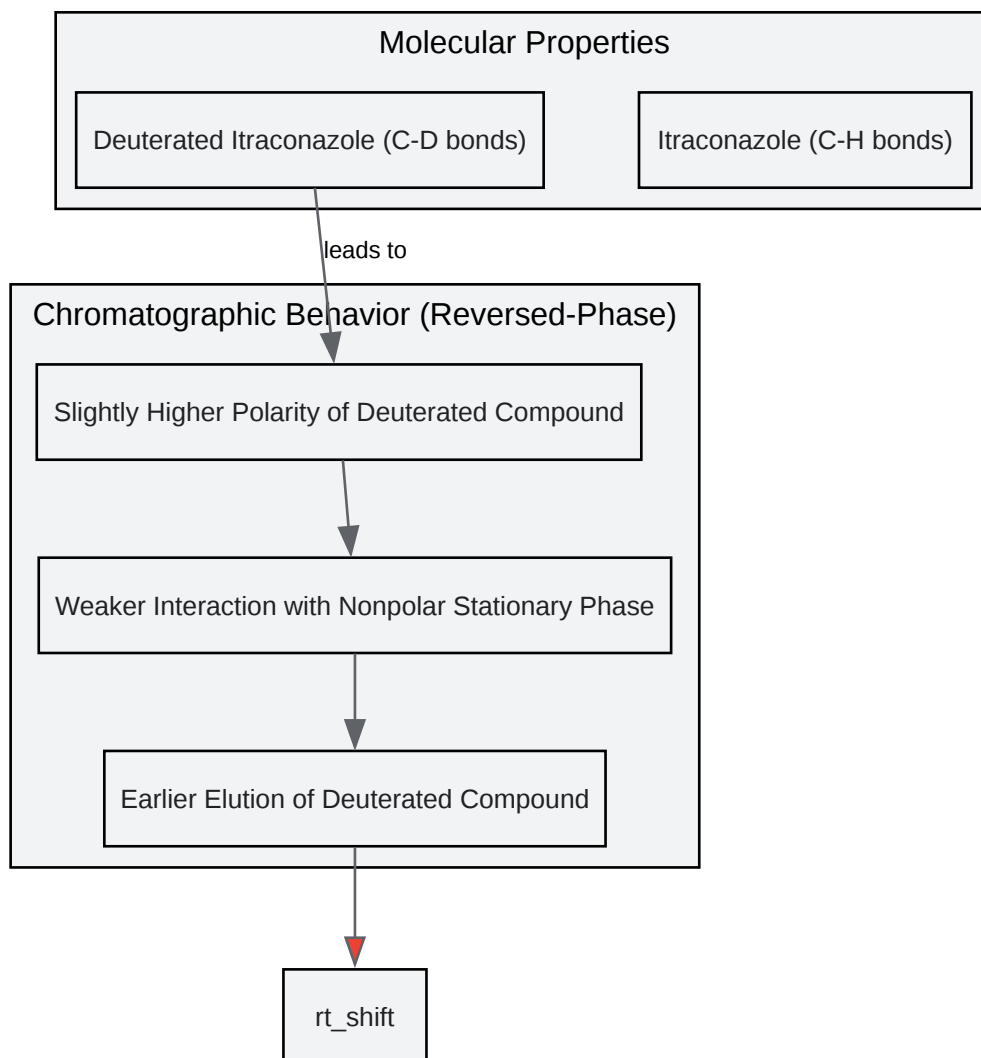 Molecular Properties
Deuterated Itraconazole (C-D bonds)
Itraconazole (C-H bonds)
leads to
Chromatographic Behavior (Reversed-Phase)
Slightly Higher Polarity of Deuterated Compound
Weaker Interaction with Nonpolar Stationary Phase
Earlier Elution of Deuterated Compound
rt_shift